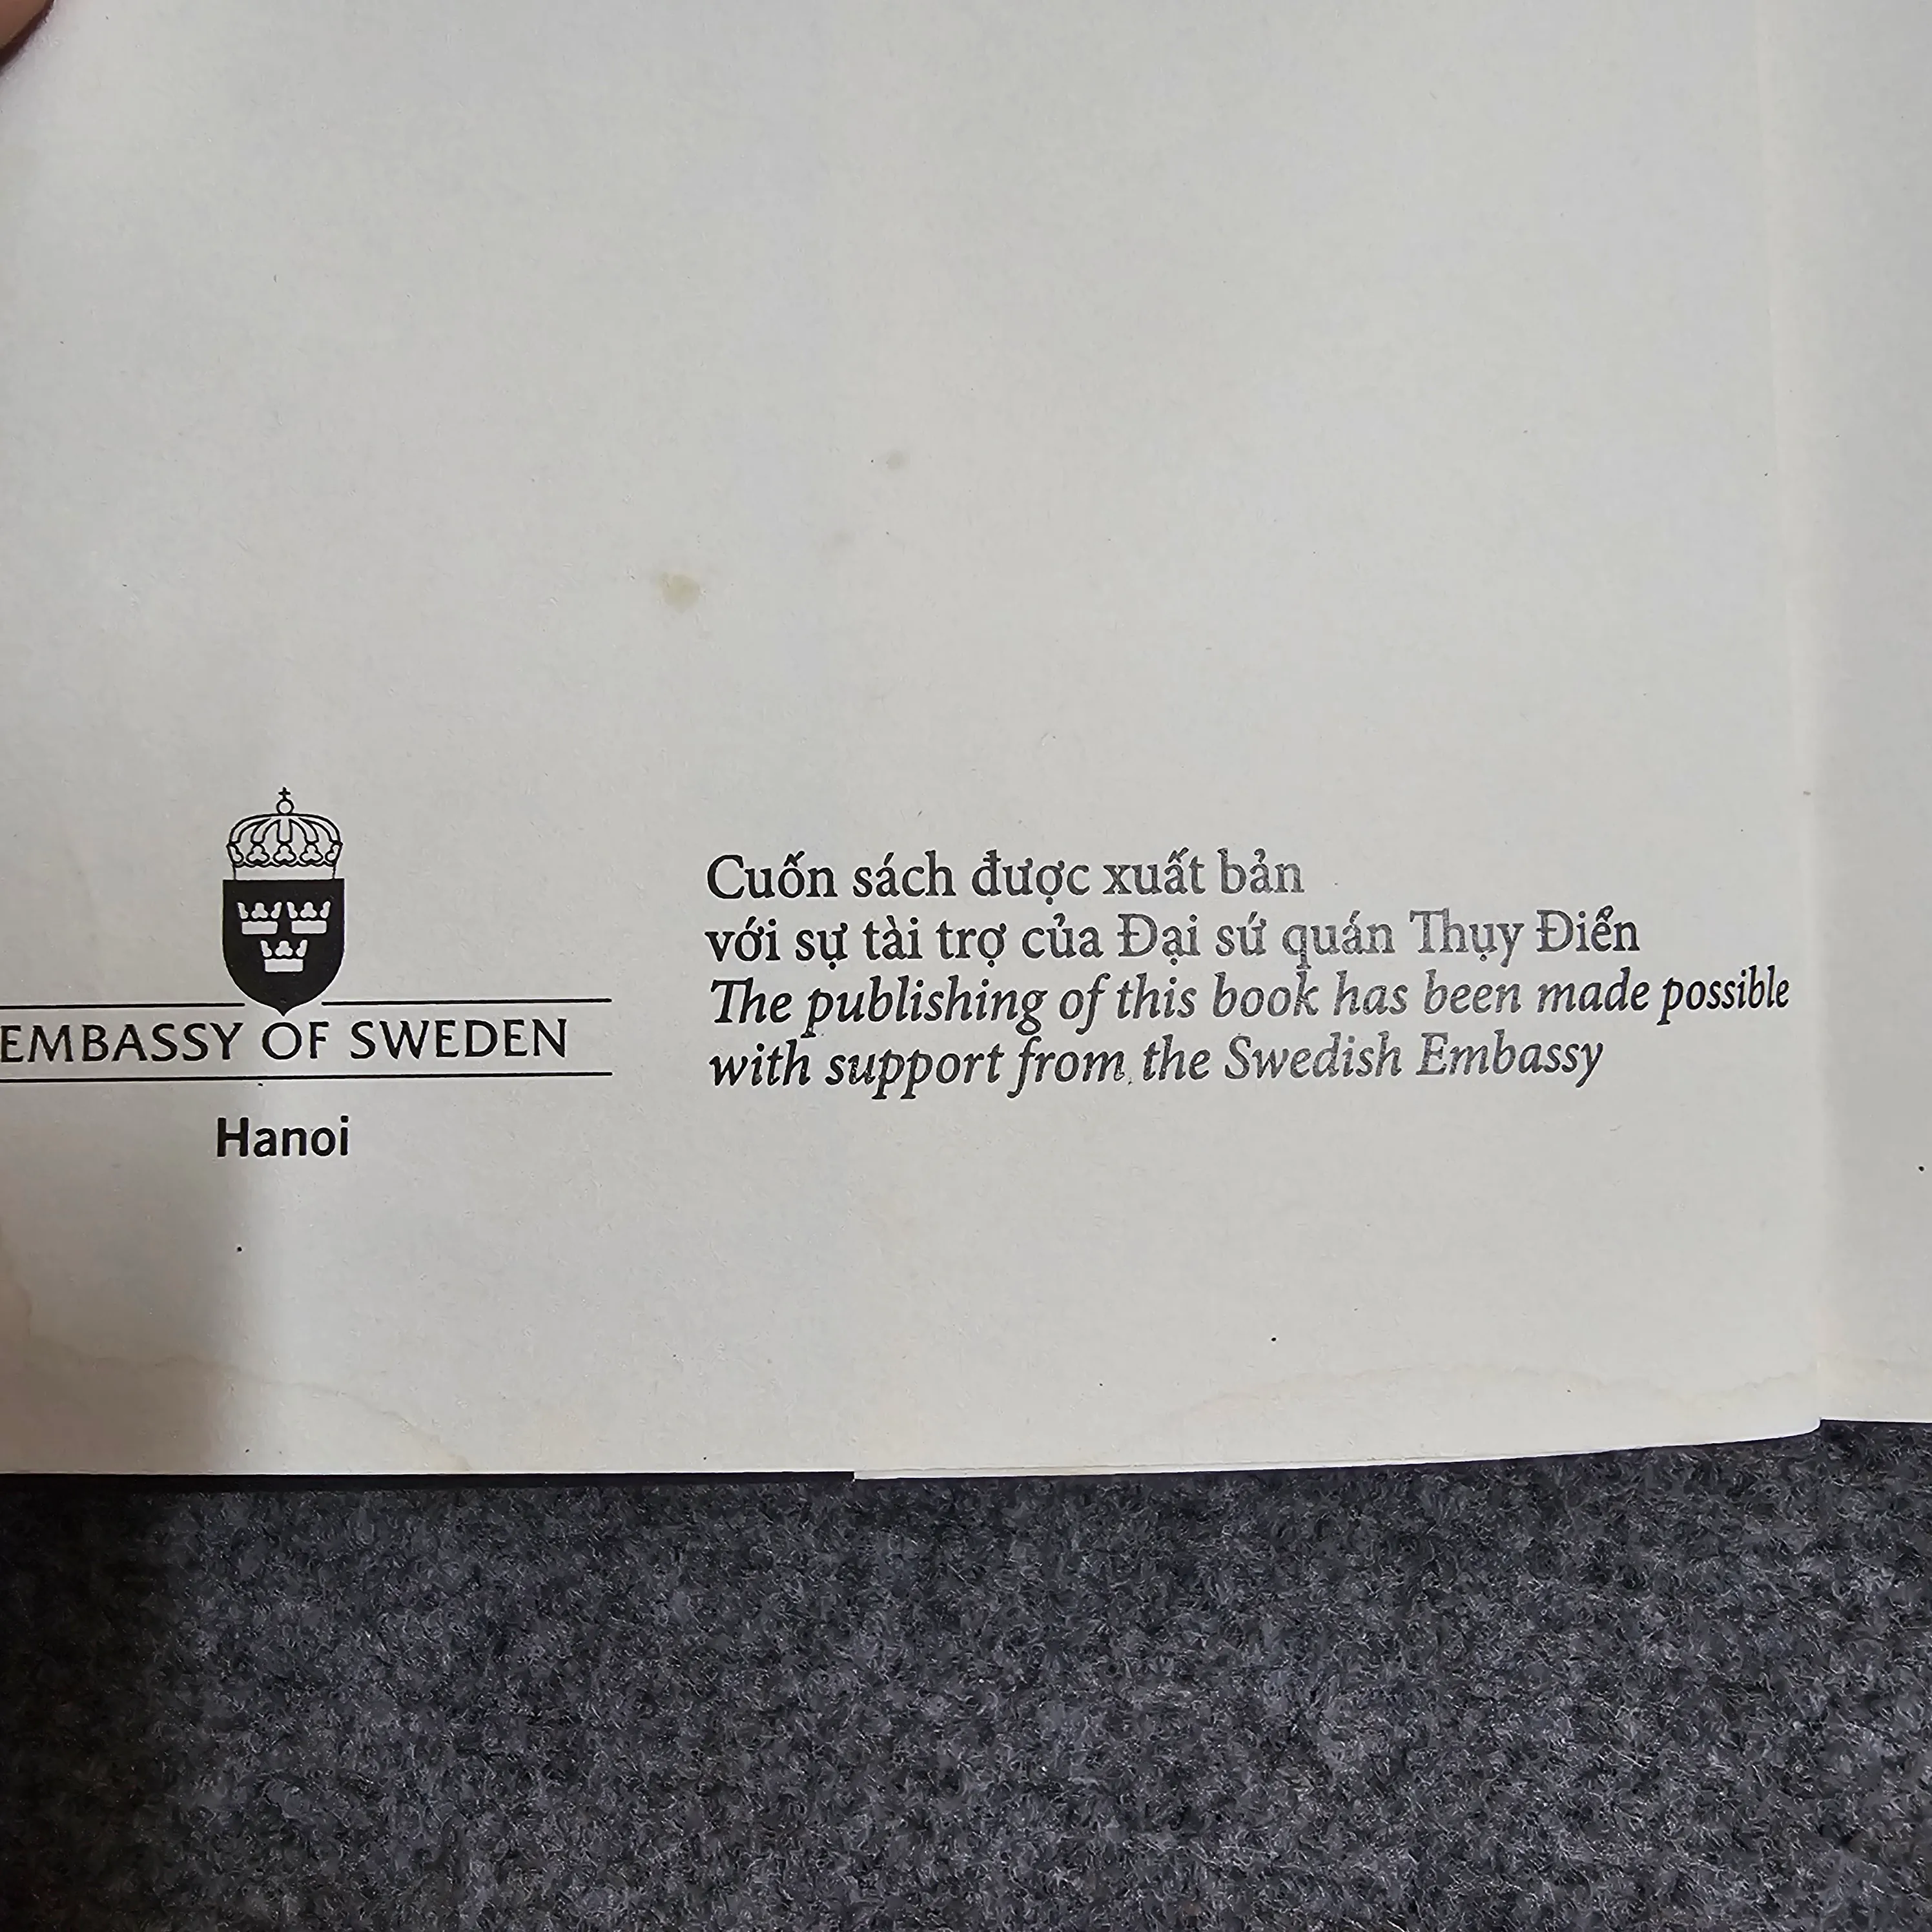 EMBASSY OF SWEDEN
Hanoi
Cuốn sách được xuất bản
với sự tài trợ của Đại sứ quán Thụy Điển
The publishing of this book has been made possible
with support from the Swedish Embassy